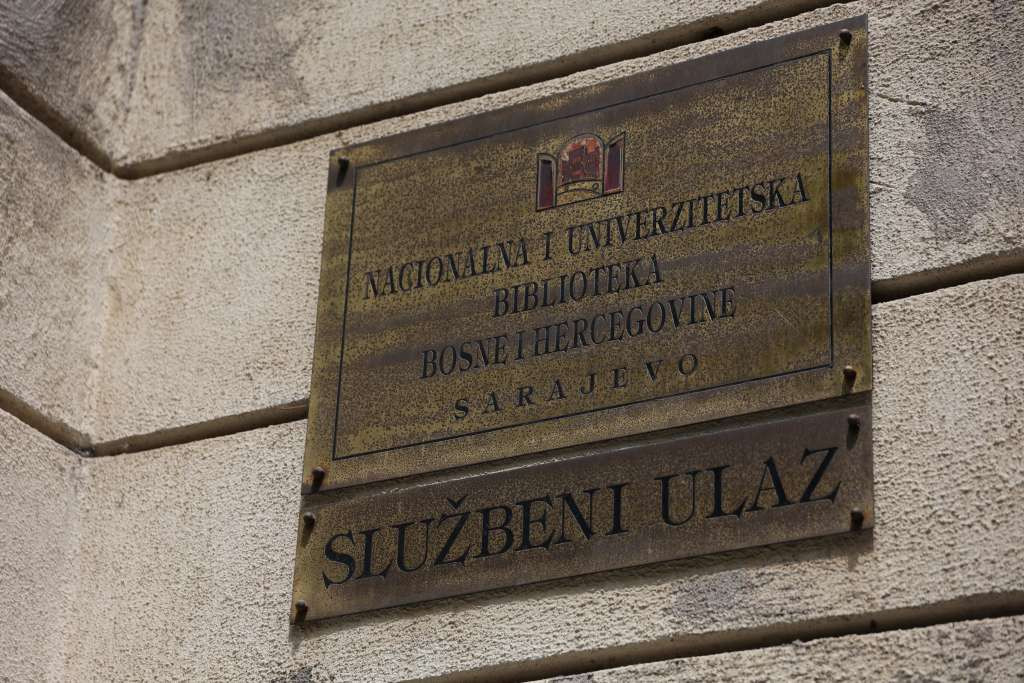 NACIONALNA I UNIVERZITETSKA
BIBLIOTEKA
BOSNE I HERCEGOVINE
SARAJEVO
SLUŽBENI ULAZ